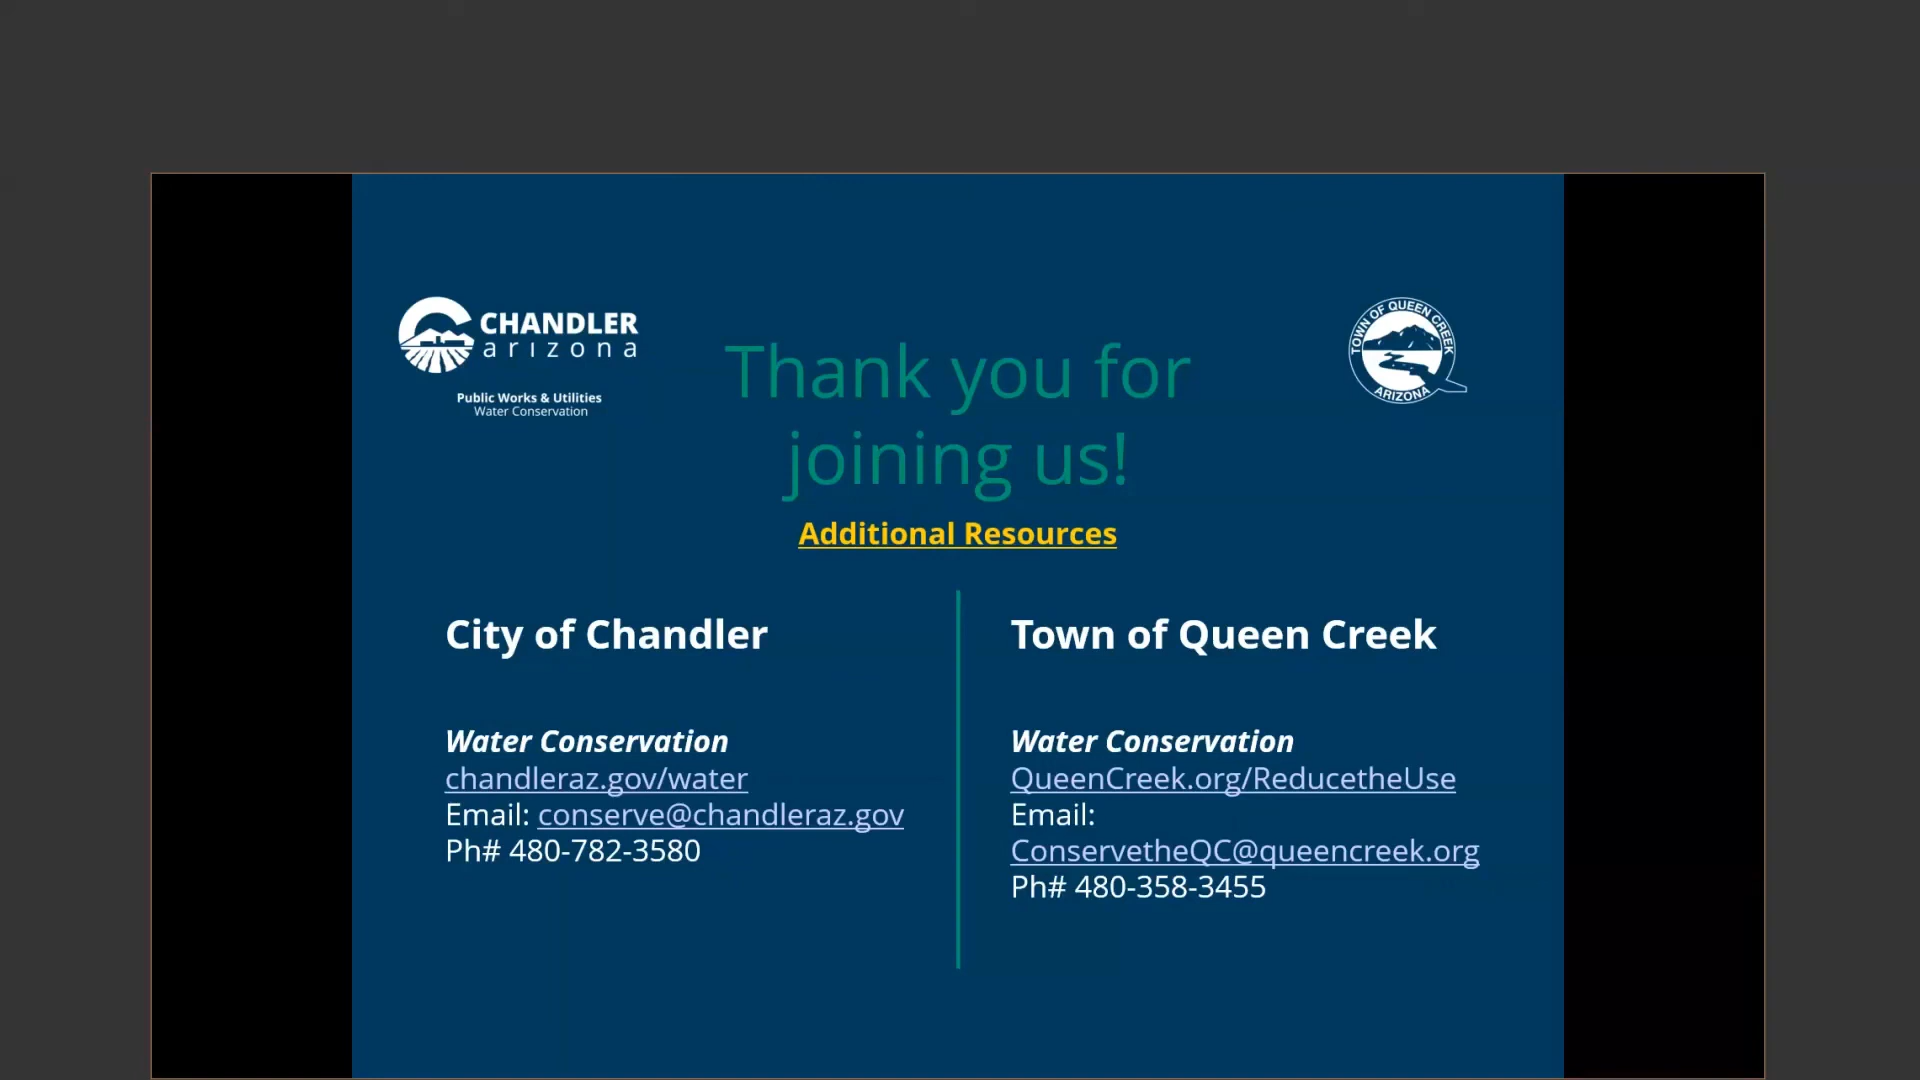 CHANDLER
arizona
Public Works & Utilities
Water Conservation
TOWN OF QUEEN CREEK
ARIZONA
Thank you for
joining us!
Additional Resources
City of Chandler
Water Conservation
chandleraz.gov/water
Email: conserve@chandleraz.gov
Ph# 480-782-3580
Town of Queen Creek
Water Conservation
QueenCreek.org/ReducetheUse
Email:
ConservetheQC@queencreek.org
Ph# 480-358-3455